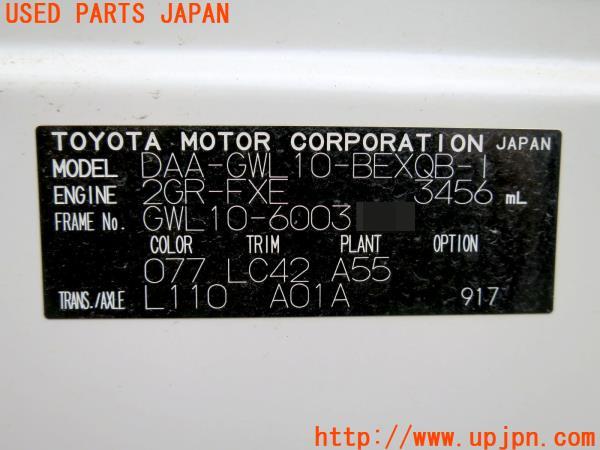 USED PARTS JAPAN
TOYOTA MOTOR CORPORATION JAPAN
MODEL DAA-GWL10-BEXQB-I
ENGINE 2GR-FXE 3456 mL
FRAME No. GWL10-6003
COLOR TRIM PLANT OPTION
077 LC42 A55
TRANS./AXLE L110 A01A 917
http://www.upjpn.com/